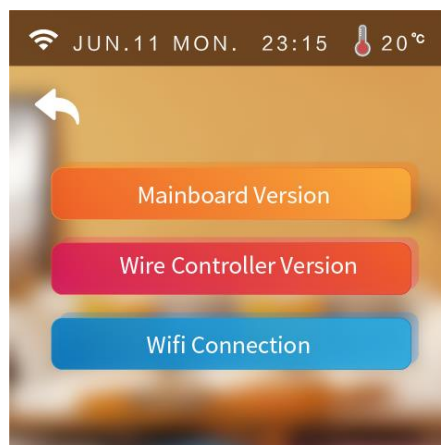 JUN.11 MON. 23:15 20°C
Mainboard Version
Wire Controller Version
Wifi Connection